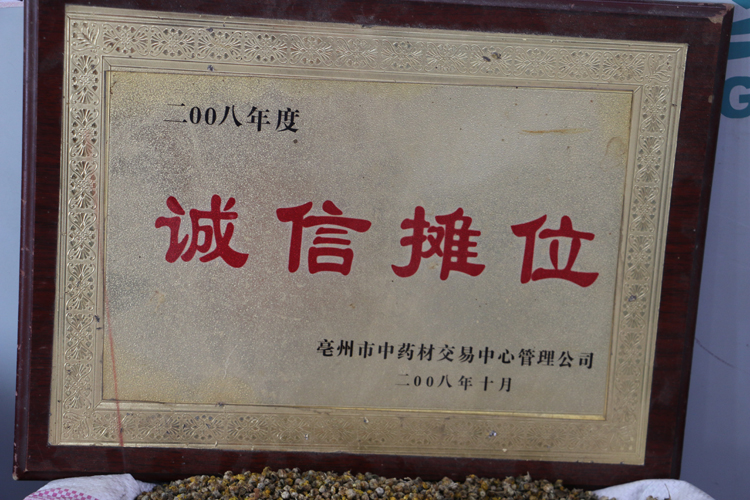 二00八年度
诚信摊位
亳州市中药材交易中心管理公司
二00八年十月
G